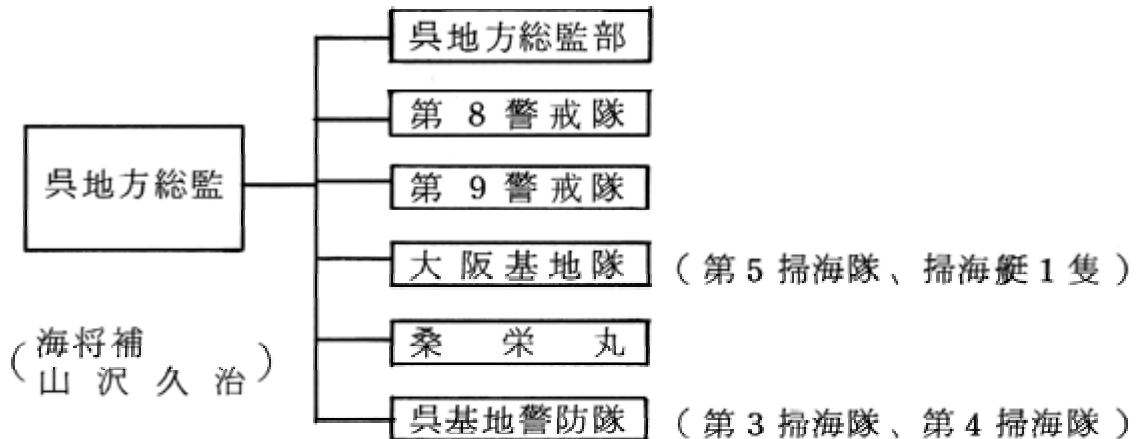 呉地方総監
(海将補
山沢久治)
呉地方総監部
第8警戒隊
第9警戒隊
大阪基地隊 (第5掃海隊、掃海艇1隻)
桑栄丸
呉基地警防隊 (第3掃海隊、第4掃海隊)